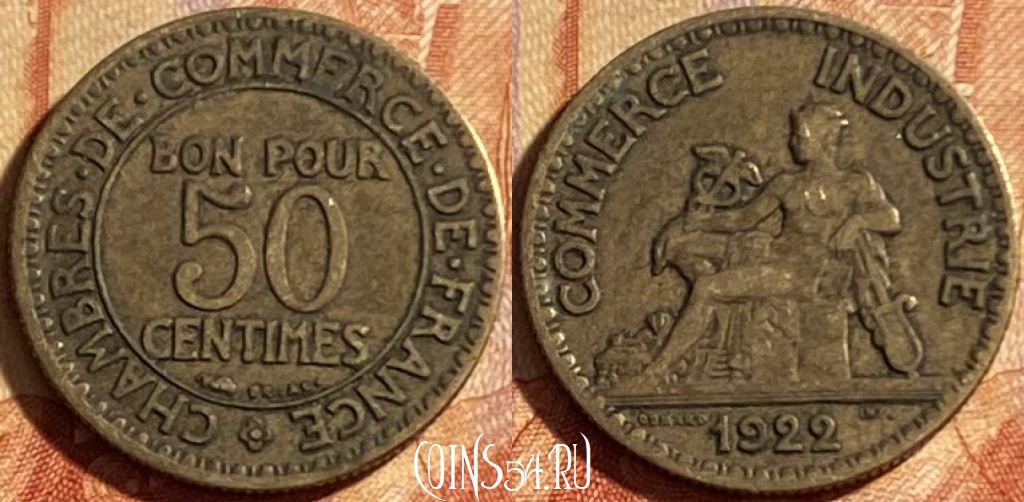 CHAMBRES·DE·COMMERCE·DE·FRANCE
BON POUR
50
CENTIMES
COMMERCE INDUSTRIE
1922
COINS54.RU